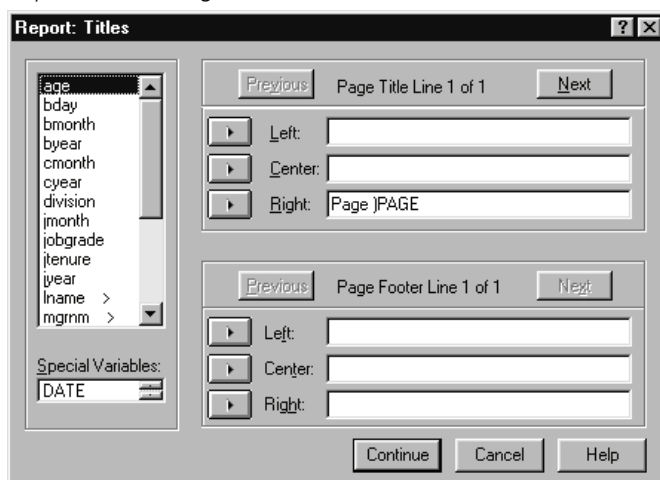 Report: Titles
age
bday
bmonth
byear
cmonth
cyear
division
jmonth
jobgrade
jtenure
jyear
lname >
mgrnm >
Special Variables:
DATE
Previous Page Title Line 1 of 1 Next
Left:
Center:
Right: Page )PAGE
Previous Page Footer Line 1 of 1 Next
Left:
Center:
Right:
Continue Cancel Help